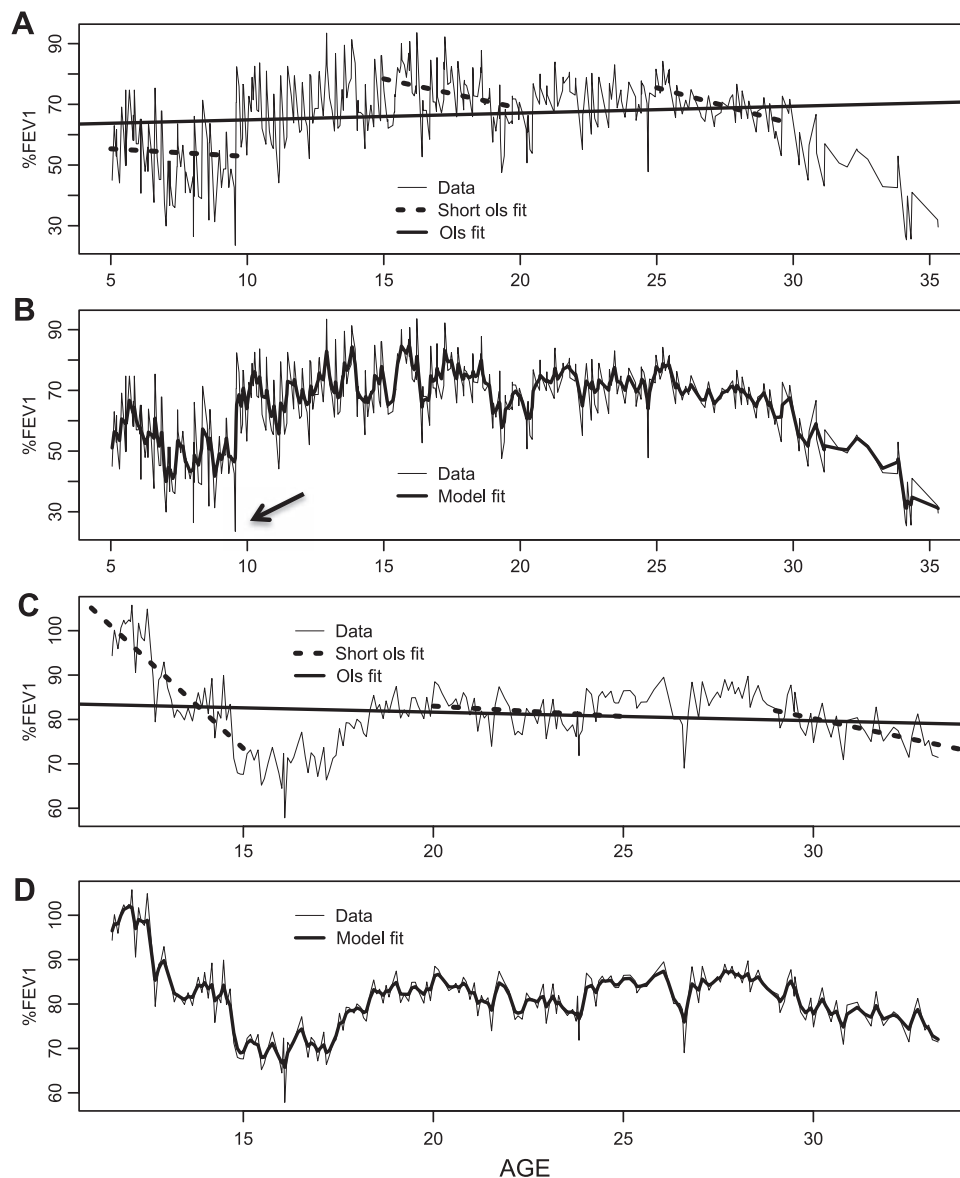 A
%FEV1
90
70
50
30
Data
Short ols fit
Ols fit
5 10 15 20 25 30 35
B
%FEV1
90
70
50
30
Data
Model fit
5 10 15 20 25 30 35
C
%FEV1
100
90
80
70
60
Data
Short ols fit
Ols fit
15 20 25 30
D
%FEV1
100
90
80
70
60
Data
Model fit
15 20 25 30
AGE